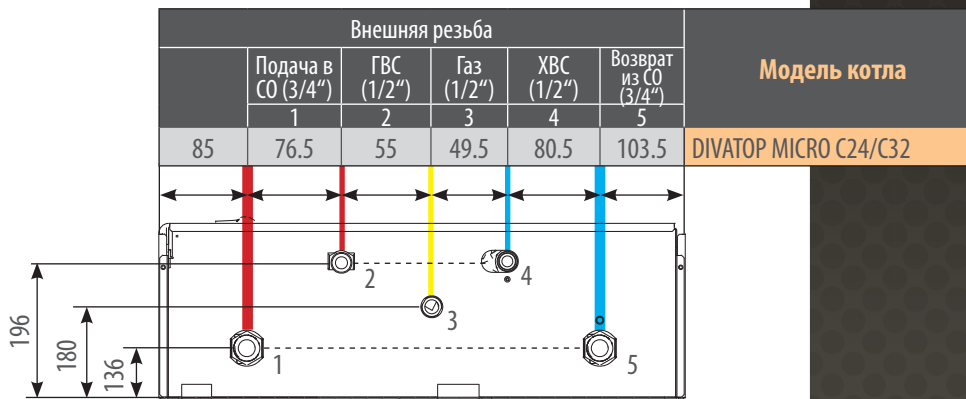 Внешняя резьба
Модель котла
Подача в
СО (3/4“)
ГВС
(1/2“)
Газ
(1/2“)
ХВС
(1/2“)
Возврат
из СО
(3/4“)
1 2 3 4 5
85 76.5 55 49.5 80.5 103.5 DIVATOP MICRO C24/C32
2
4
3
1
5
196
180
136